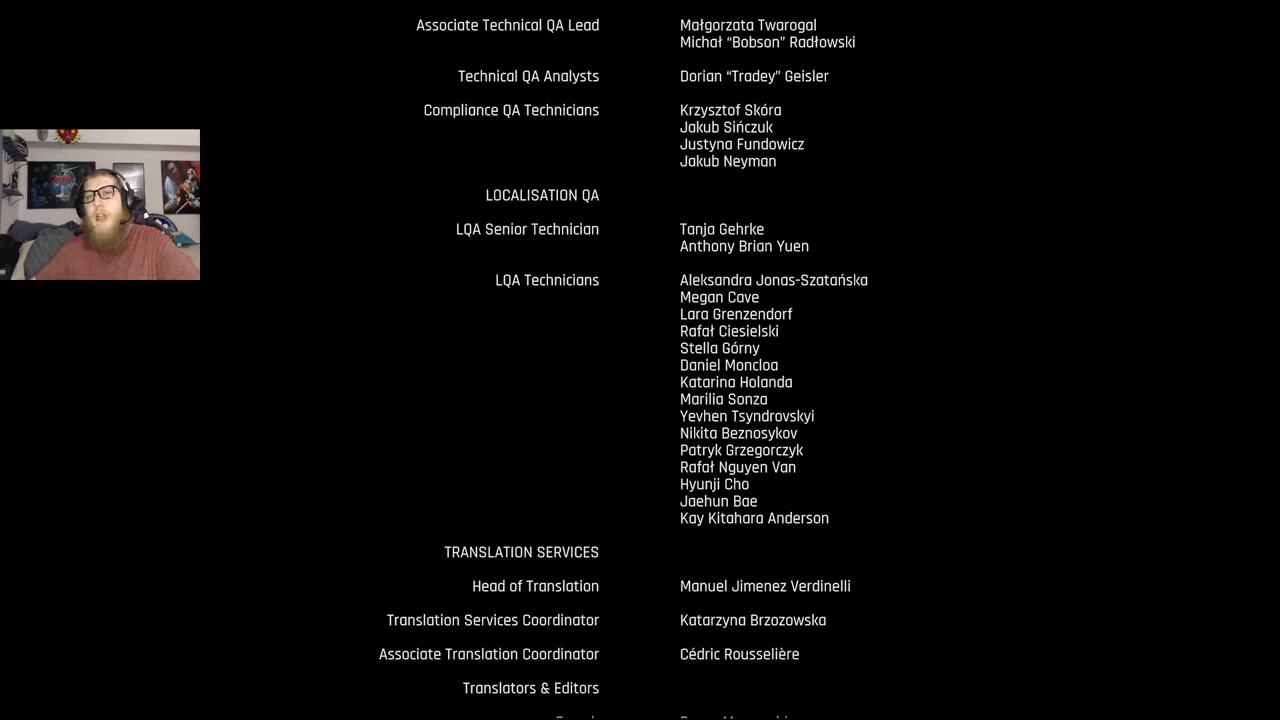 Associate Technical QA Lead Małgorzata Twarogal
Michał “Bobson” Radłowski
Technical QA Analysts Dorian “Tradey” Geisler
Compliance QA Technicians Krzysztof Skóra
Jakub Sińczuk
Justyna Fundowicz
Jakub Neyman
LOCALISATION QA
LQA Senior Technician Tanja Gehrke
Anthony Brian Yuen
LQA Technicians Aleksandra Jonas-Szatańska
Megan Cave
Lara Grenzendorf
Rafał Ciesielski
Stella Górny
Daniel Moncloa
Katarina Holanda
Marilia Sonza
Yevhen Tsyndrovskyi
Nikita Beznosykov
Patryk Grzegorczyk
Rafał Nguyen Van
Hyunji Cho
Jaehun Bae
Kay Kitahara Anderson
TRANSLATION SERVICES
Head of Translation Manuel Jimenez Verdinelli
Translation Services Coordinator Katarzyna Brzozowska
Associate Translation Coordinator Cédric Rousselière
Translators & Editors